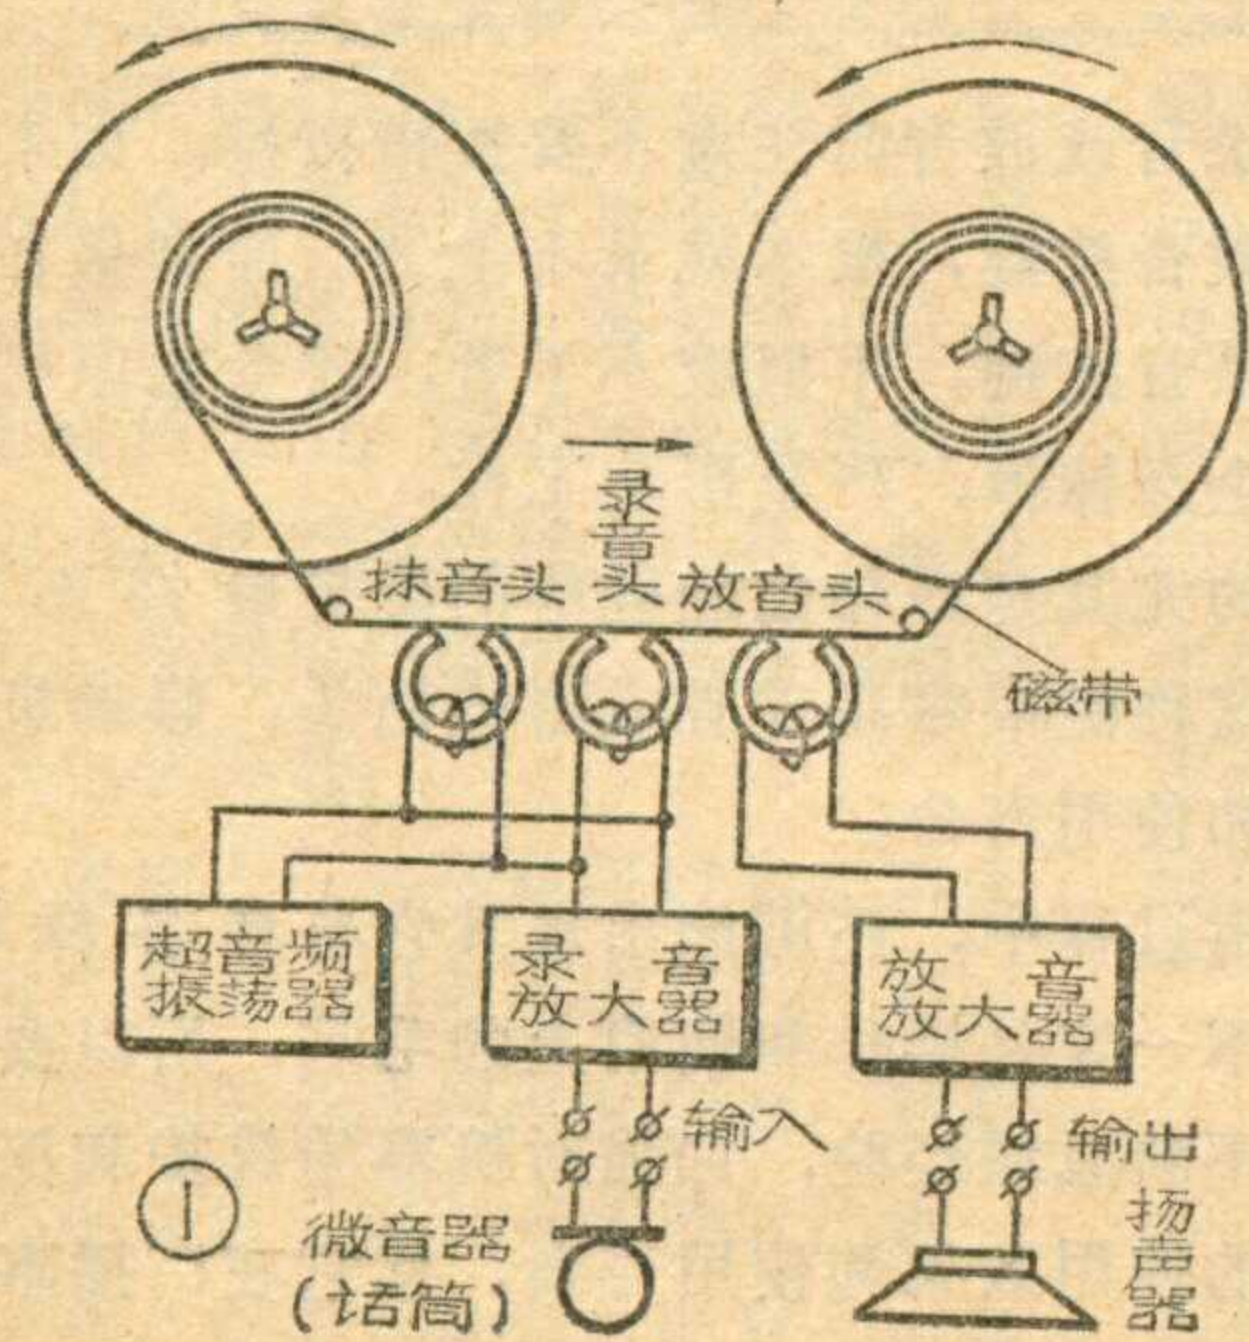 录
音
头
抹音头
放音头
磁带
超音频
振荡器
录音
放大器
放音
放大器
输入
输出
①
微音器
(话筒)
扬
声
器